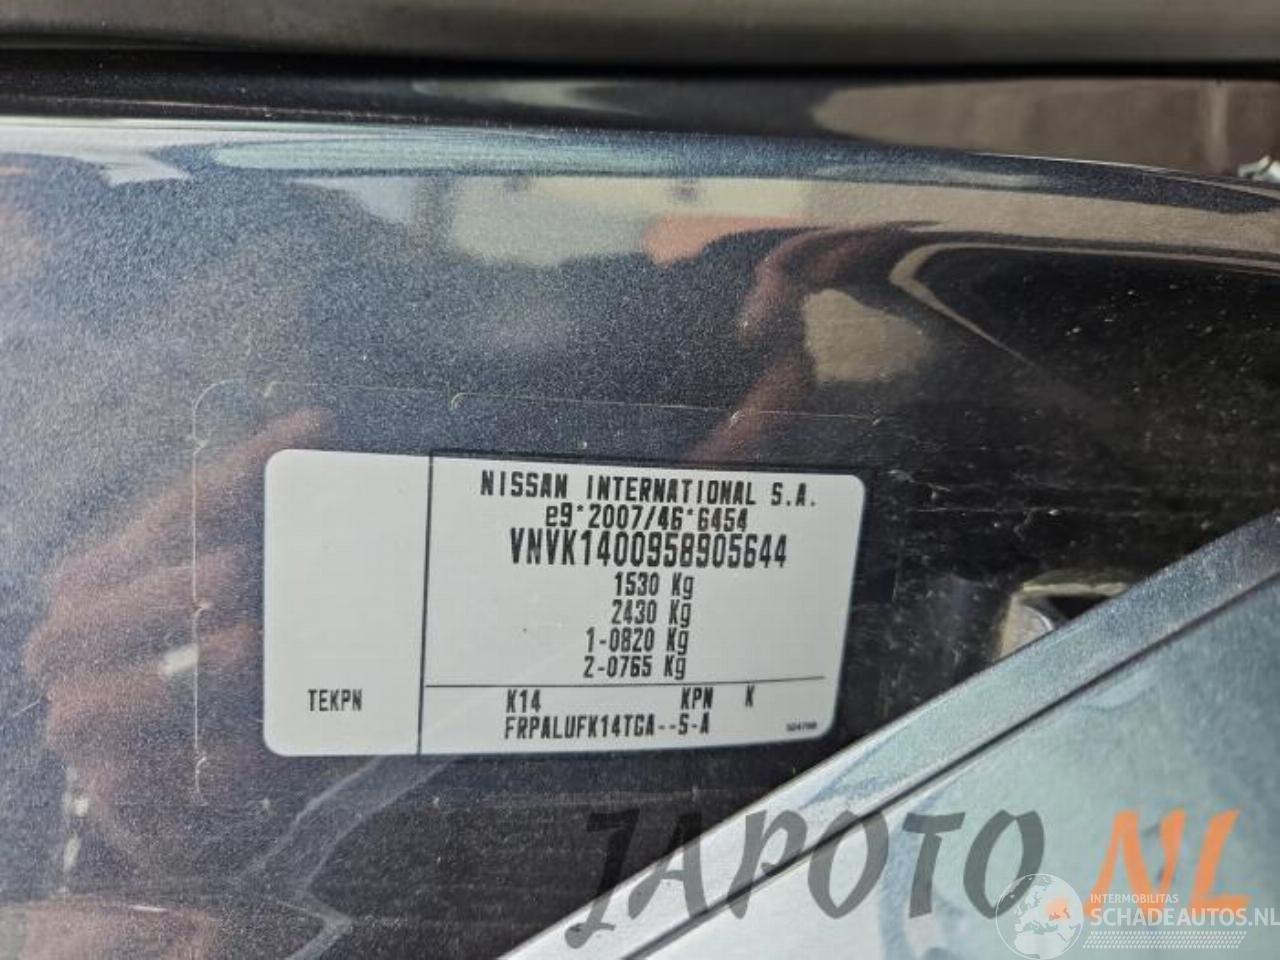 NISSAN INTERNATIONAL S.A.
e9*2007/46*6454
VNVK1400958905644
1530 Kg
2430 Kg
1-0820 Kg
2-0765 Kg
TEKPN K14 KPN K
FRPALUFK14TGA--S-A
JAPOTO.NL
INTERMOBILITAS
SCHADEAUTOS.NL